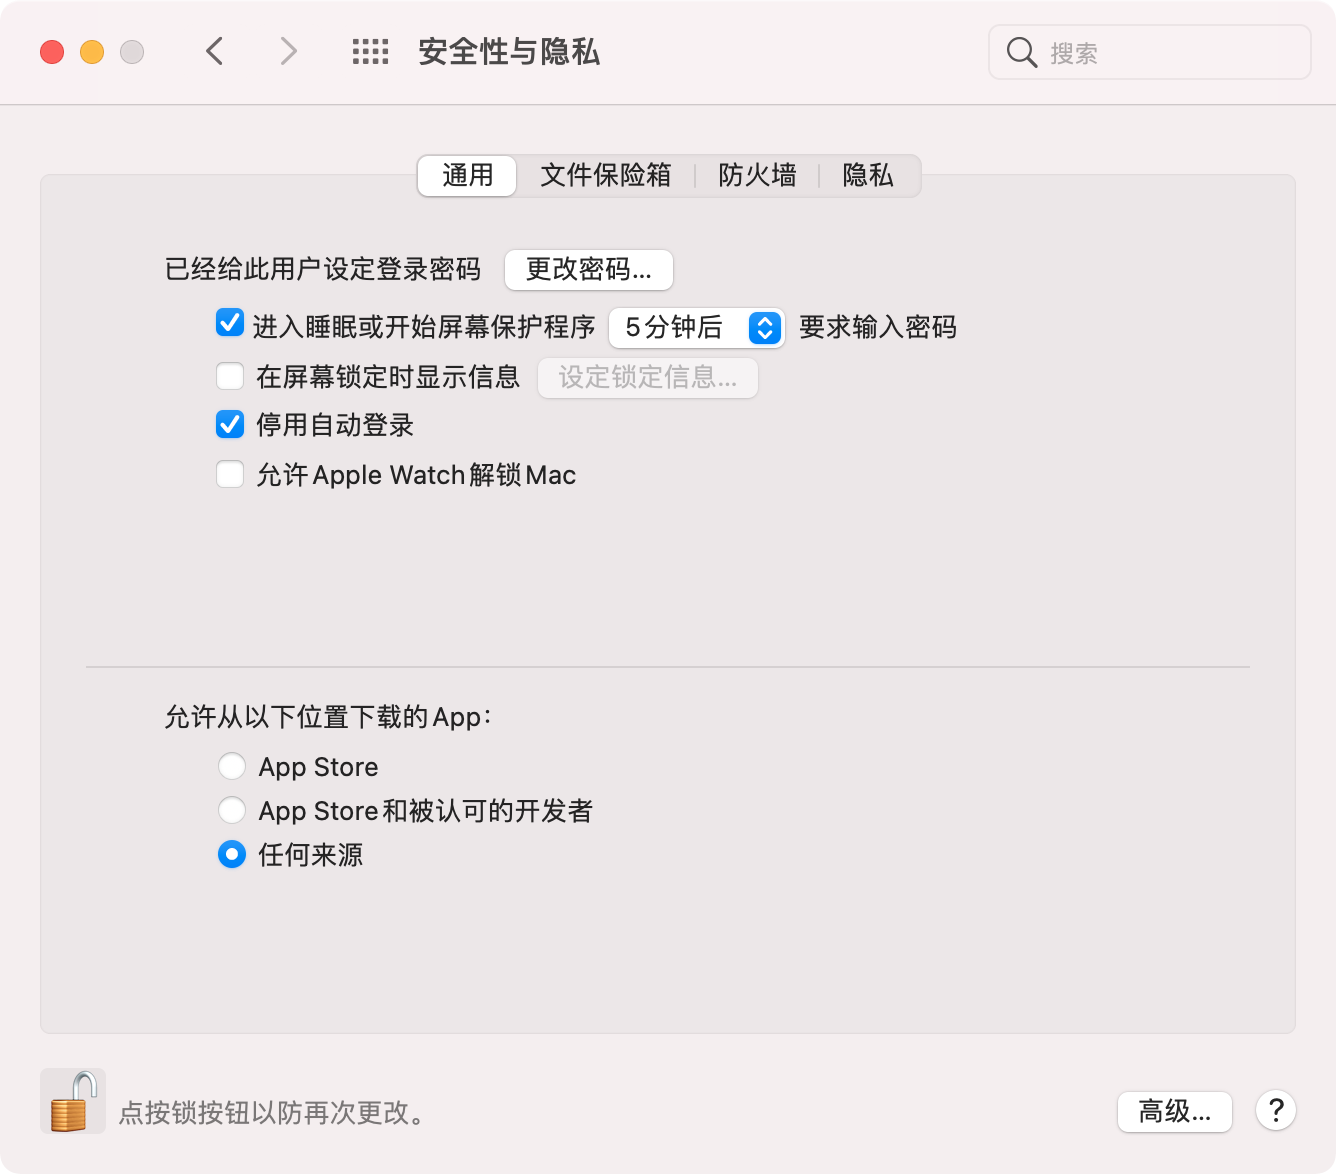 安全性与隐私
搜索
通用 文件保险箱 防火墙 隐私
已经给此用户设定登录密码 更改密码...
进入睡眠或开始屏幕保护程序 5分钟后 要求输入密码
在屏幕锁定时显示信息 设定锁定信息...
停用自动登录
允许Apple Watch解锁Mac
允许从以下位置下载的App：
App Store
App Store和被认可的开发者
任何来源
点按锁按钮以防再次更改。
高级... ?